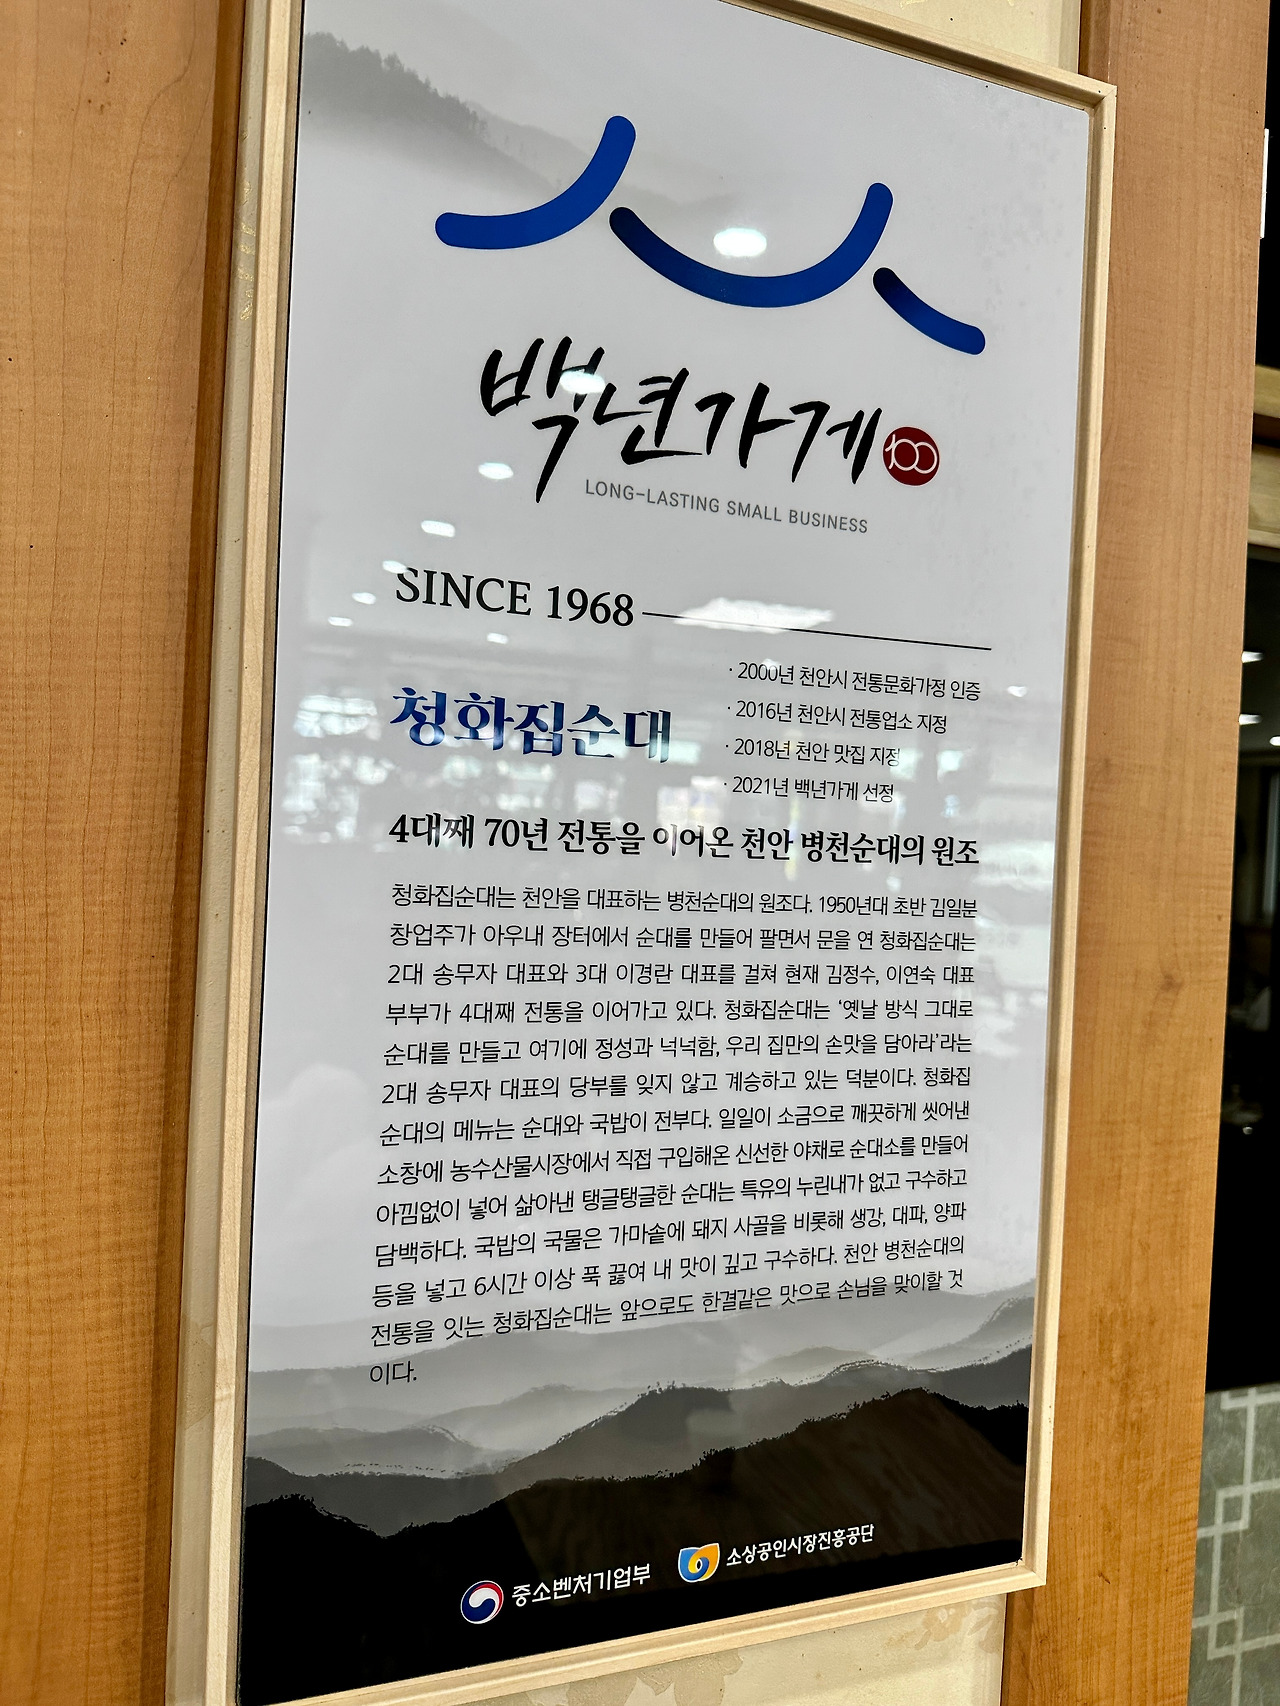 백년가게 100
LONG-LASTING SMALL BUSINESS
SINCE 1968
청화집순대
· 2000년 천안시 전통문화가정 인증
· 2016년 천안시 전통업소 지정
· 2018년 천안 맛집 지정
· 2021년 백년가게 선정
4대째 70년 전통을 이어온 천안 병천순대의 원조
청화집순대는 천안을 대표하는 병천순대의 원조다. 1950년대 초반 김일분
창업주가 아우내 장터에서 순대를 만들어 팔면서 문을 연 청화집순대는
2대 송무자 대표와 3대 이경란 대표를 걸쳐 현재 김정수, 이연숙 대표
부부가 4대째 전통을 이어가고 있다. 청화집순대는 ‘옛날 방식 그대로
순대를 만들고 여기에 정성과 넉넉함, 우리 집만의 손맛을 담아라’라는
2대 송무자 대표의 당부를 잊지 않고 계승하고 있는 덕분이다. 청화집
순대의 메뉴는 순대와 국밥이 전부다. 일일이 소금으로 깨끗하게 씻어낸
소창에 농수산물시장에서 직접 구입해온 신선한 야채로 순대소를 만들어
아낌없이 넣어 삶아낸 탱글탱글한 순대는 특유의 누린내가 없고 구수하고
담백하다. 국밥의 국물은 가마솥에 돼지 사골을 비롯해 생강, 대파, 양파
등을 넣고 6시간 이상 푹 끓여 내 맛이 깊고 구수하다. 천안 병천순대의
전통을 잇는 청화집순대는 앞으로도 한결같은 맛으로 손님을 맞이할 것
이다.
중소벤처기업부 소상공인시장진흥공단